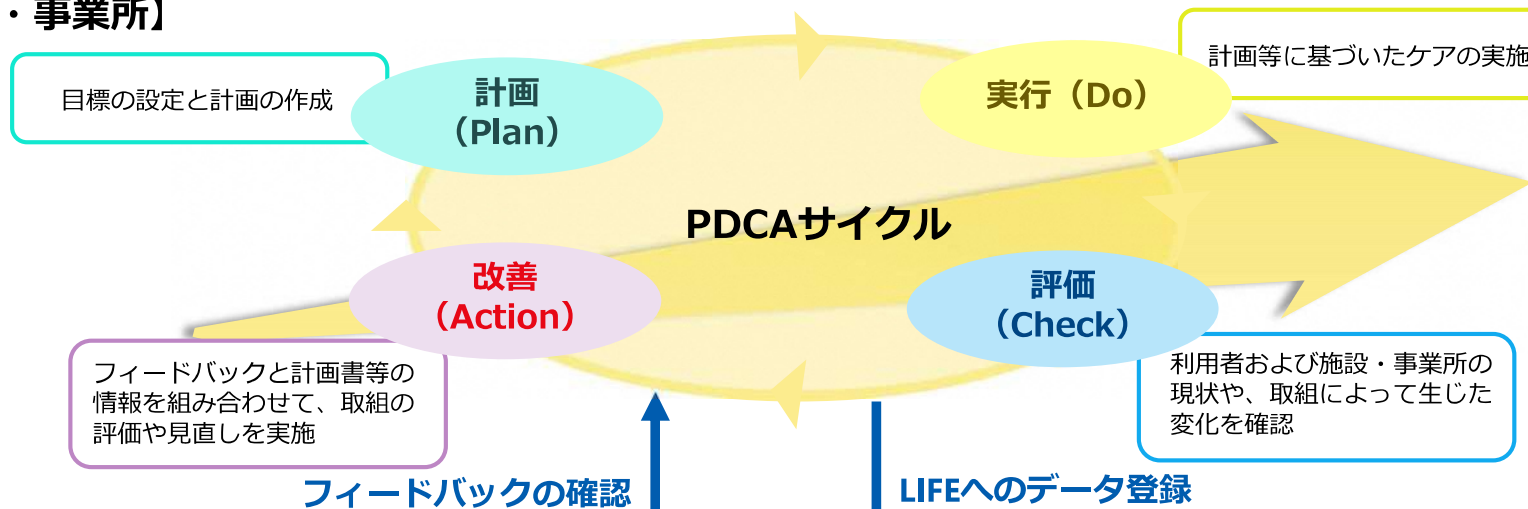 ・事業所】
目標の設定と計画の作成
計画
（Plan）
実行（Do）
計画等に基づいたケアの実施
PDCAサイクル
改善
（Action）
評価
（Check）
フィードバックと計画書等の
情報を組み合わせて、取組の
評価や見直しを実施
利用者および施設・事業所の
現状や、取組によって生じた
変化を確認
フィードバックの確認
LIFEへのデータ登録